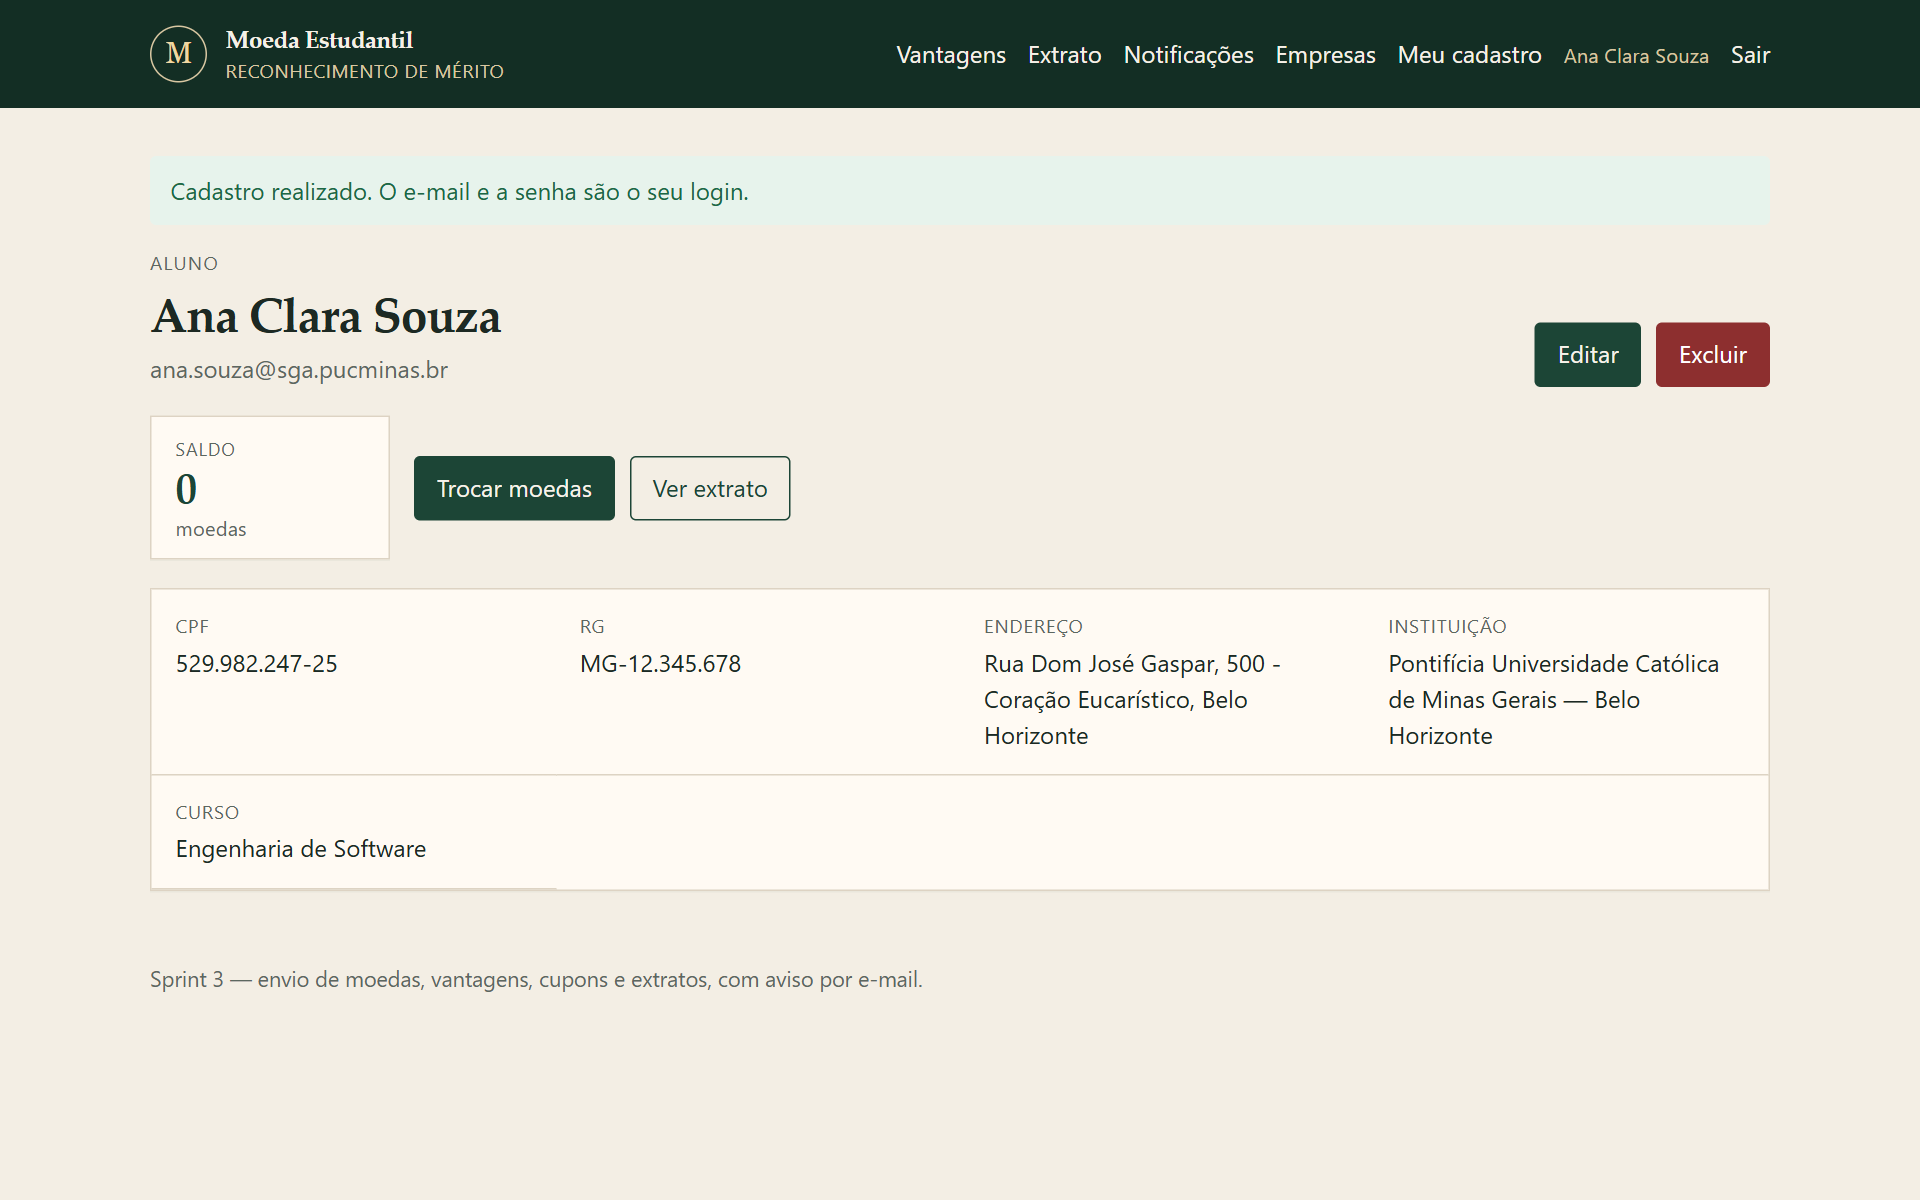 M
Moeda Estudantil
RECONHECIMENTO DE MÉRITO
Vantagens Extrato Notificações Empresas Meu cadastro Ana Clara Souza Sair
Cadastro realizado. O e-mail e a senha são o seu login.
ALUNO
Ana Clara Souza
ana.souza@sga.pucminas.br
Editar Excluir
SALDO
0
moedas
Trocar moedas Ver extrato
CPF
529.982.247-25
RG
MG-12.345.678
ENDEREÇO
Rua Dom José Gaspar, 500 -
Coração Eucarístico, Belo
Horizonte
INSTITUIÇÃO
Pontifícia Universidade Católica
de Minas Gerais — Belo
Horizonte
CURSO
Engenharia de Software
Sprint 3 — envio de moedas, vantagens, cupons e extratos, com aviso por e-mail.